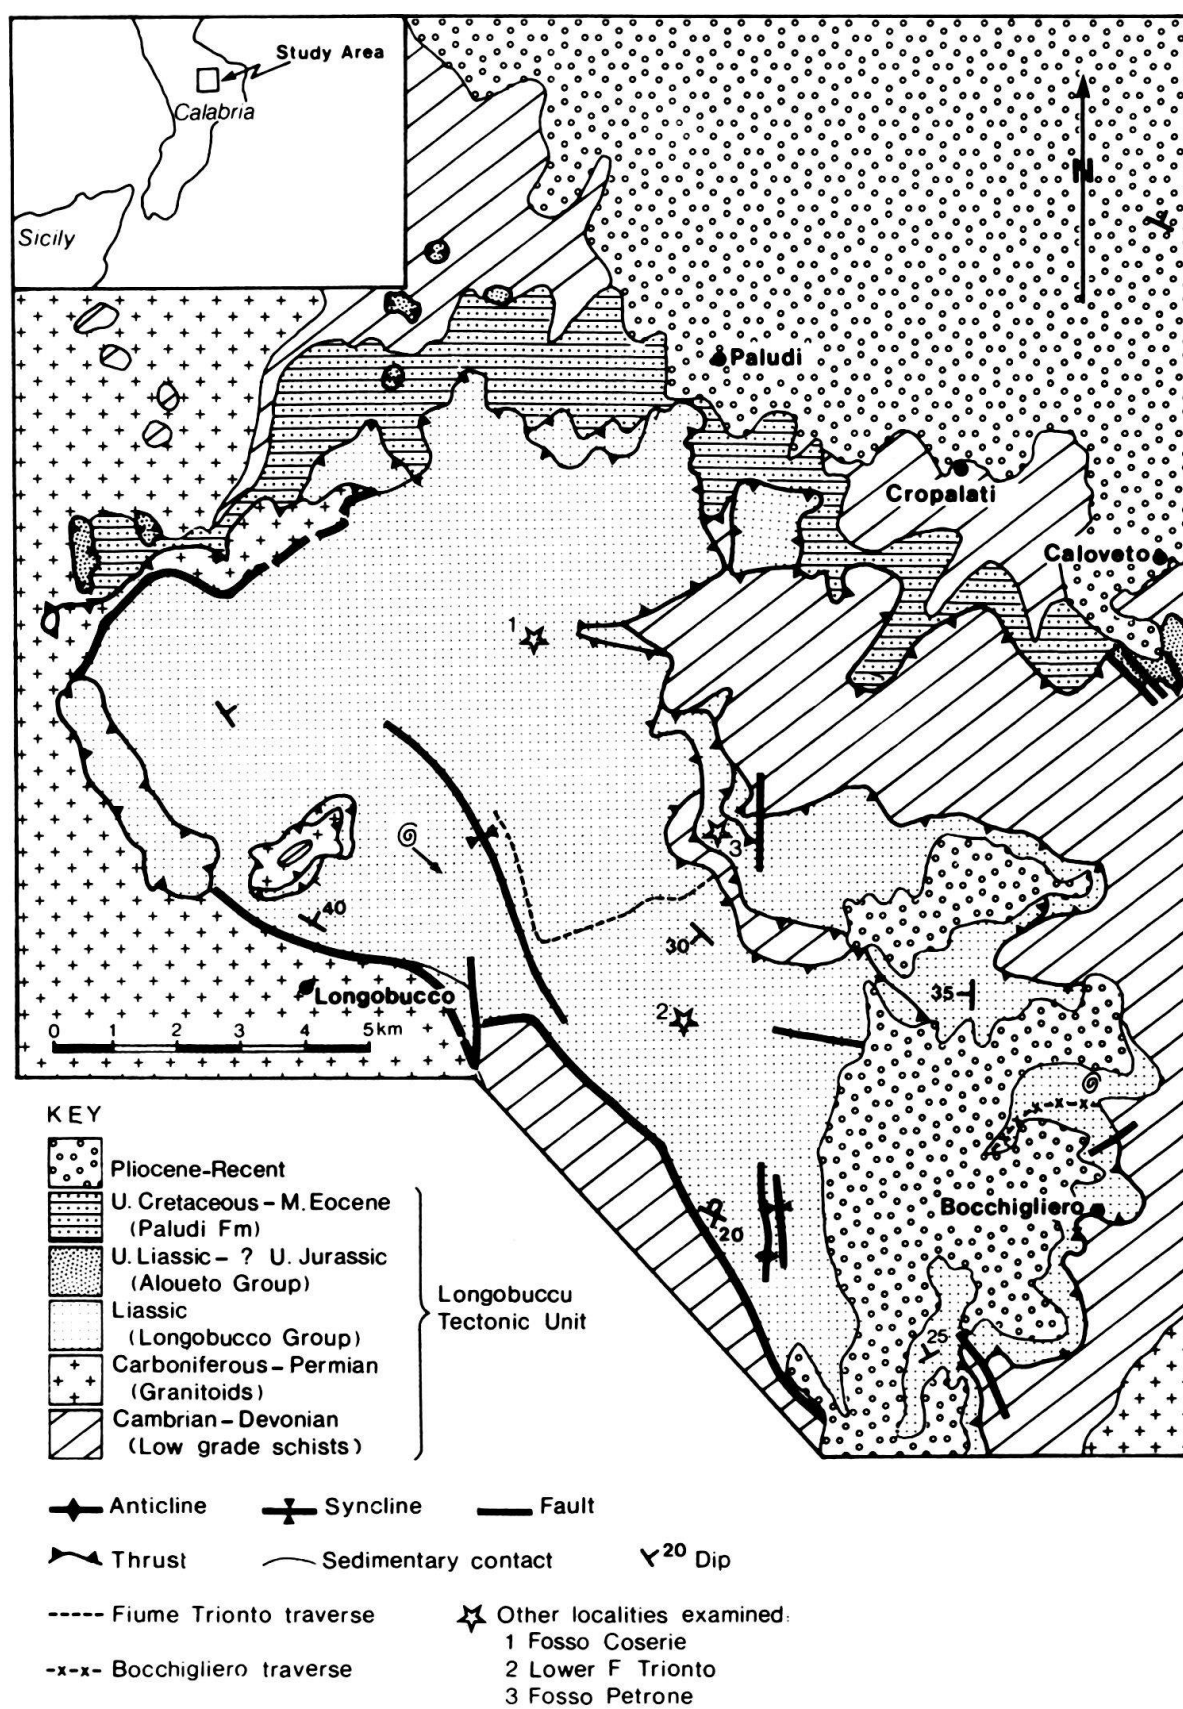 Study Area
Calabria
Sicily
N
Paludi
Cropalati
Caloveto
1
3
40
30
2
35
Longobucco
0 1 2 3 4 5 km
20
Bocchigliero
25
KEY
Pliocene-Recent
U. Cretaceous - M. Eocene
(Paludi Fm)
U. Liassic - ? U. Jurassic
(Aloueto Group)
Liassic
(Longobucco Group)
Carboniferous - Permian
(Granitoids)
Cambrian - Devonian
(Low grade schists)
Longobuccu
Tectonic Unit
Anticline
Syncline
Fault
Thrust
Sedimentary contact
20 Dip
Fiume Trionto traverse
-x-x- Bocchigliero traverse
Other localities examined:
1 Fosso Coserie
2 Lower F Trionto
3 Fosso Petrone